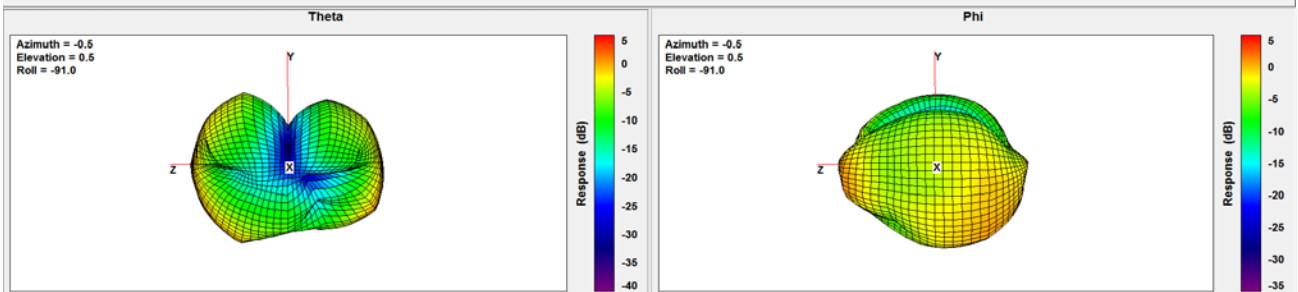 Theta
Azimuth = -0.5
Elevation = 0.5
Roll = -91.0
Y
Z
X
Response (dB)
5
0
-5
-10
-15
-20
-25
-30
-35
-40
Phi
Azimuth = -0.5
Elevation = 0.5
Roll = -91.0
Y
Z
X
Response (dB)
5
0
-5
-10
-15
-20
-25
-30
-35